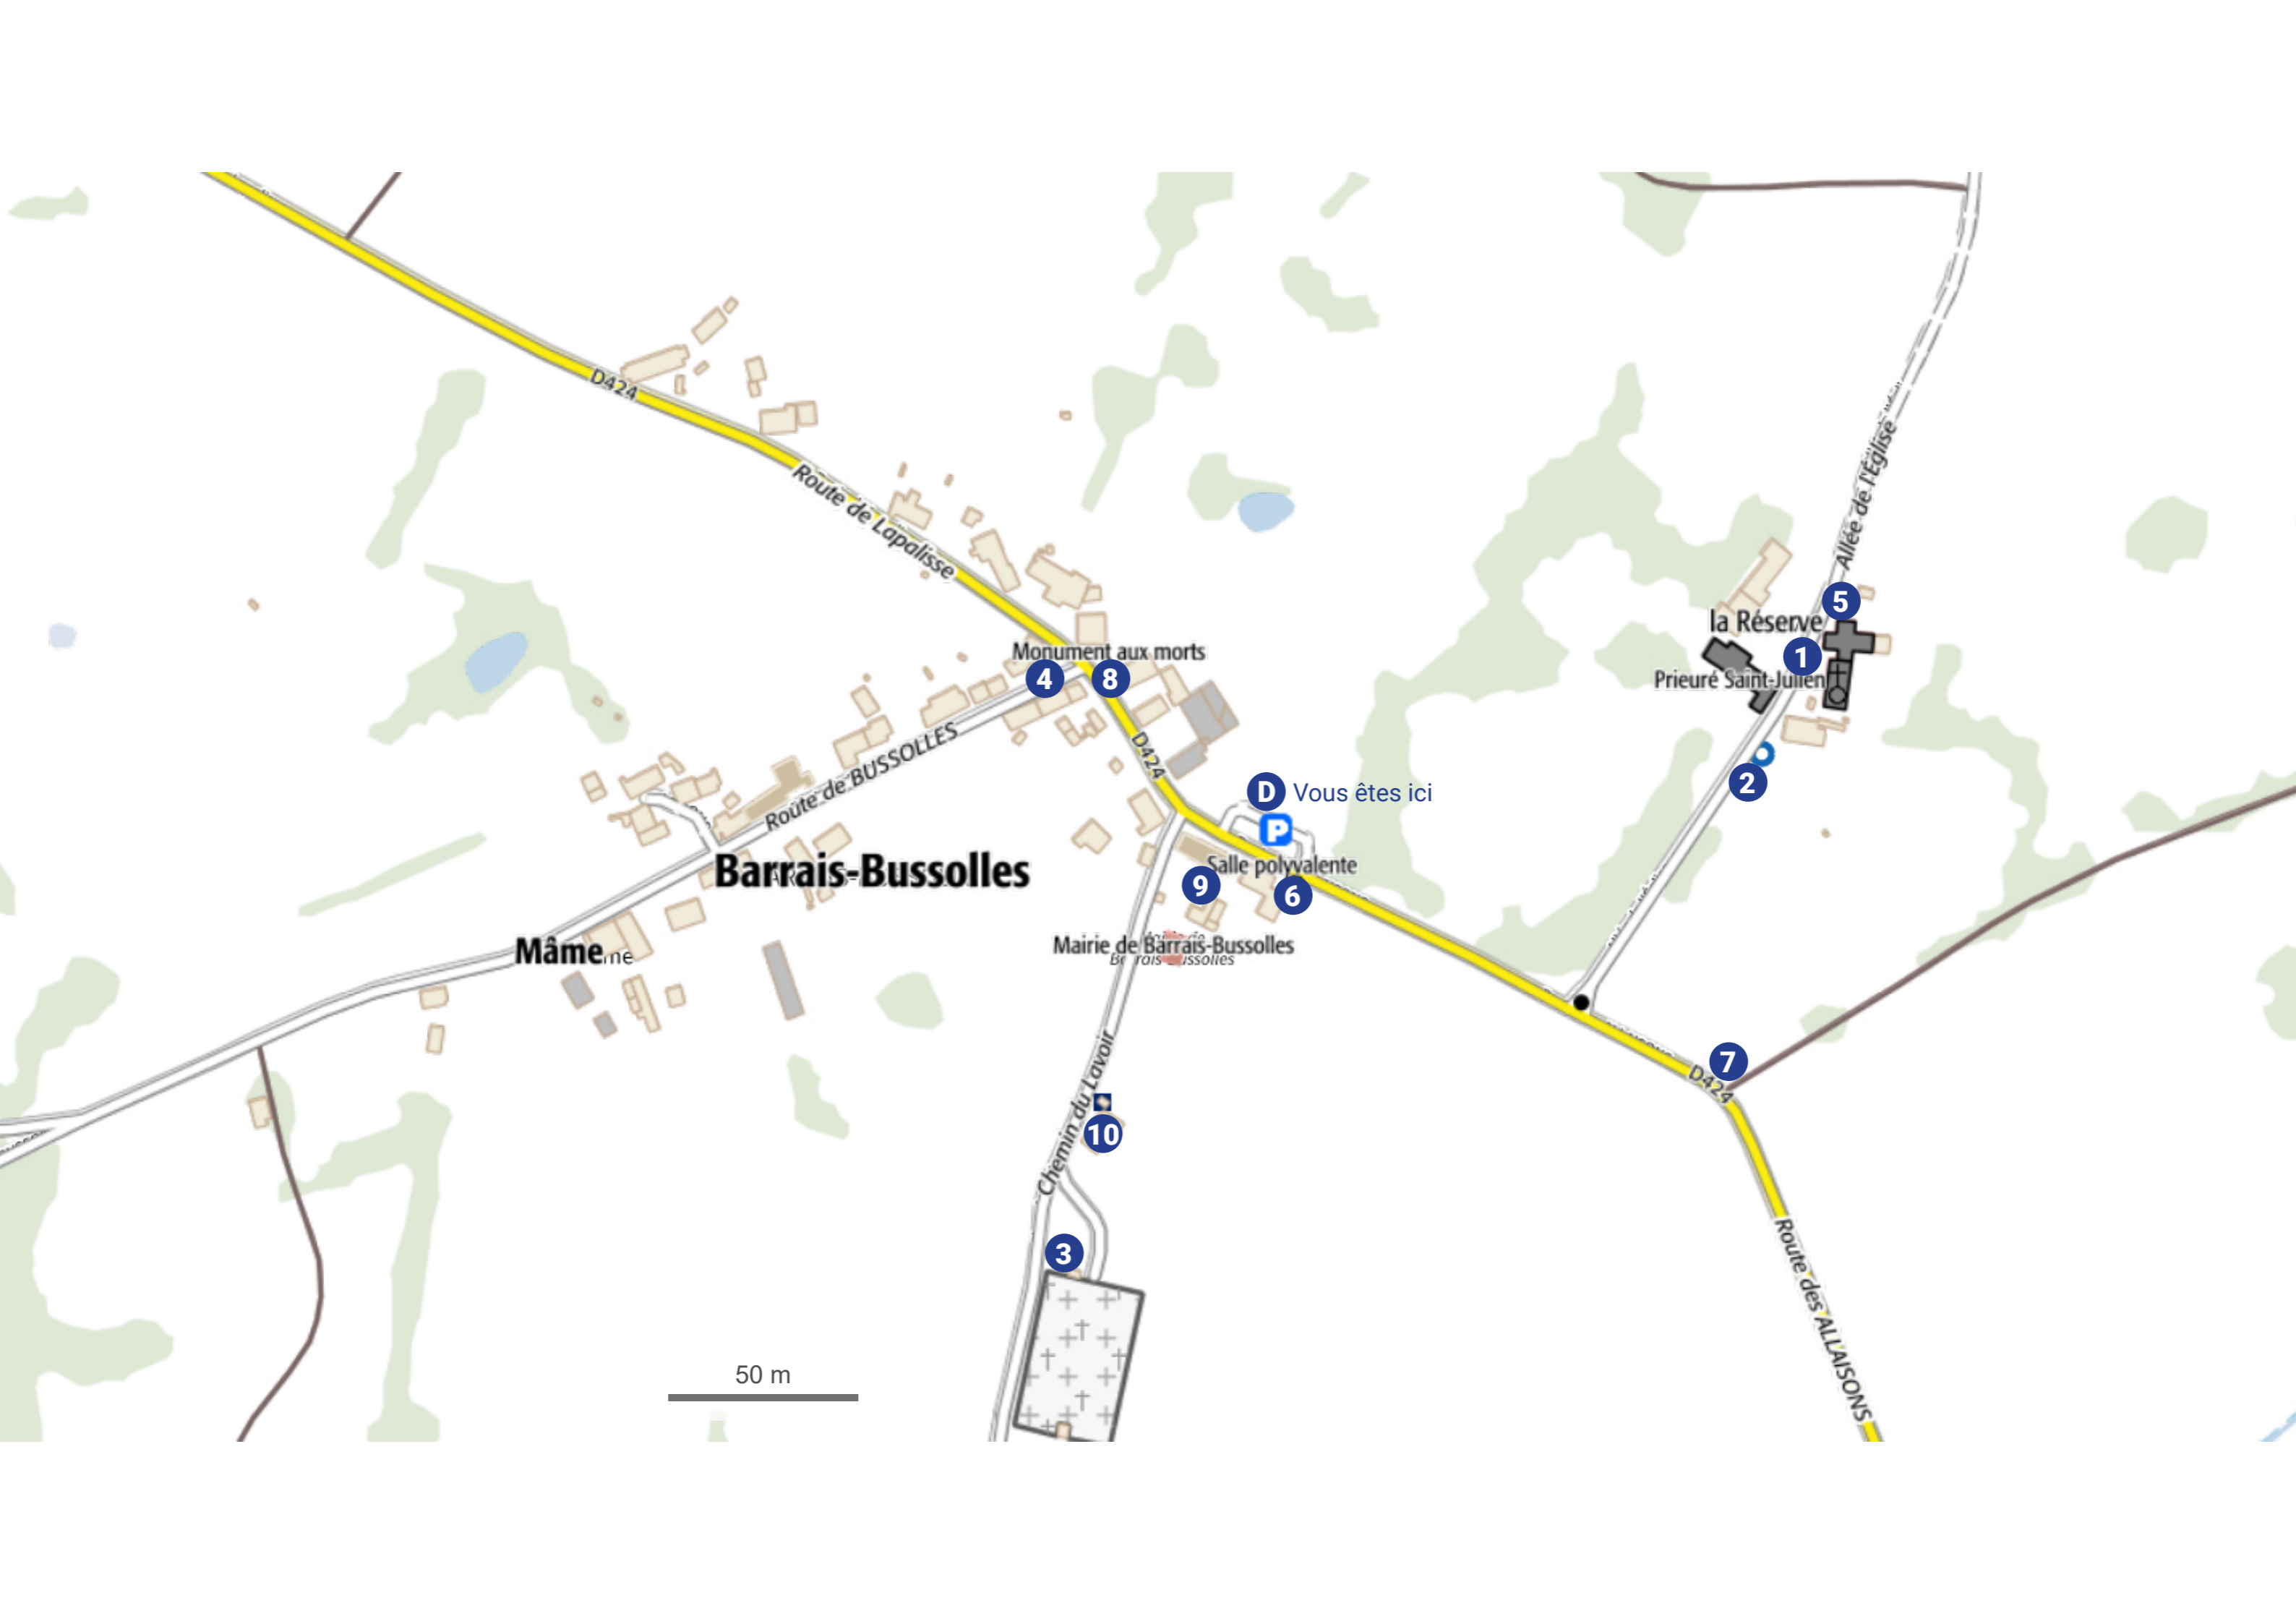 D424
Route de Lapalisse
Allée de l'Église
5
la Réserve
Monument aux morts
1
4
8
Prieuré Saint-Julien
D424
Route de BUSSOLLES
2
D Vous êtes ici
P
Barrais-Bussolles
Salle polyvalente
9
6
Mâme
Mairie de Barrais-Bussolles
7
D424
Chemin du Lavoir
10
3
Route des ALLAISONS
50 m